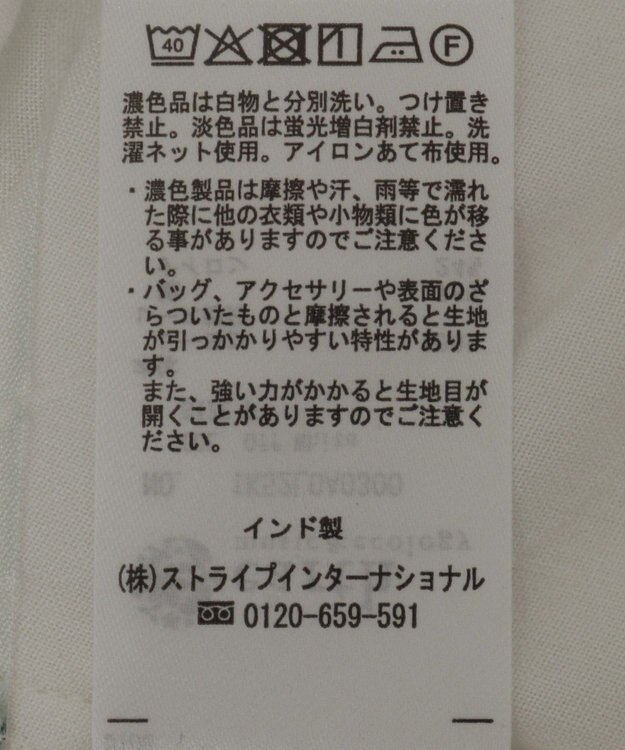 40
F
濃色品は白物と分別洗い。つけ置き
禁止。淡色品は蛍光増白剤禁止。洗
濯ネット使用。アイロンあて布使用。
・濃色製品は摩擦や汗、雨等で濡れ
た際に他の衣類や小物類に色が移
る事がありますのでご注意くださ
い。
・バッグ、アクセサリーや表面のざ
らついたものと摩擦されると生地
が引っかかりやすい特性がありま
す。
また、強い力がかかると生地目が
開くことがありますのでご注意く
ださい。
Off White
NO. 1K52L0A0300
インド製
music&ecology
(株)ストライプインターナショナル
0120-659-591